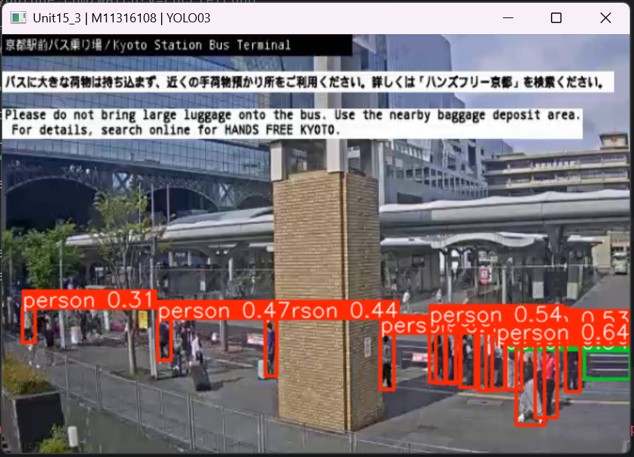 Unit15_3 | M11316108 | YOLO03
京都駅前バス乗り場/Kyoto Station Bus Terminal
バスに大きな荷物は持ち込まず、近くの手荷物預かり所をご利用ください。詳しくは「ハンズフリー京都」を検索ください。
Please do not bring large luggage onto the bus. Use the nearby baggage deposit area.
For details, search online for HANDS FREE KYOTO.
person 0.31
person 0.47rson 0.44
person 0.54
0.53
person 0.64